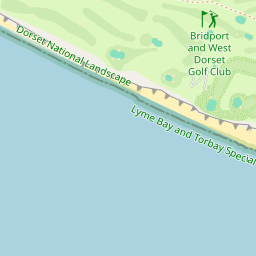 Bridport
and West
Dorset
Golf Club
Dorset National Landscape
Lyme Bay and Torbay Special